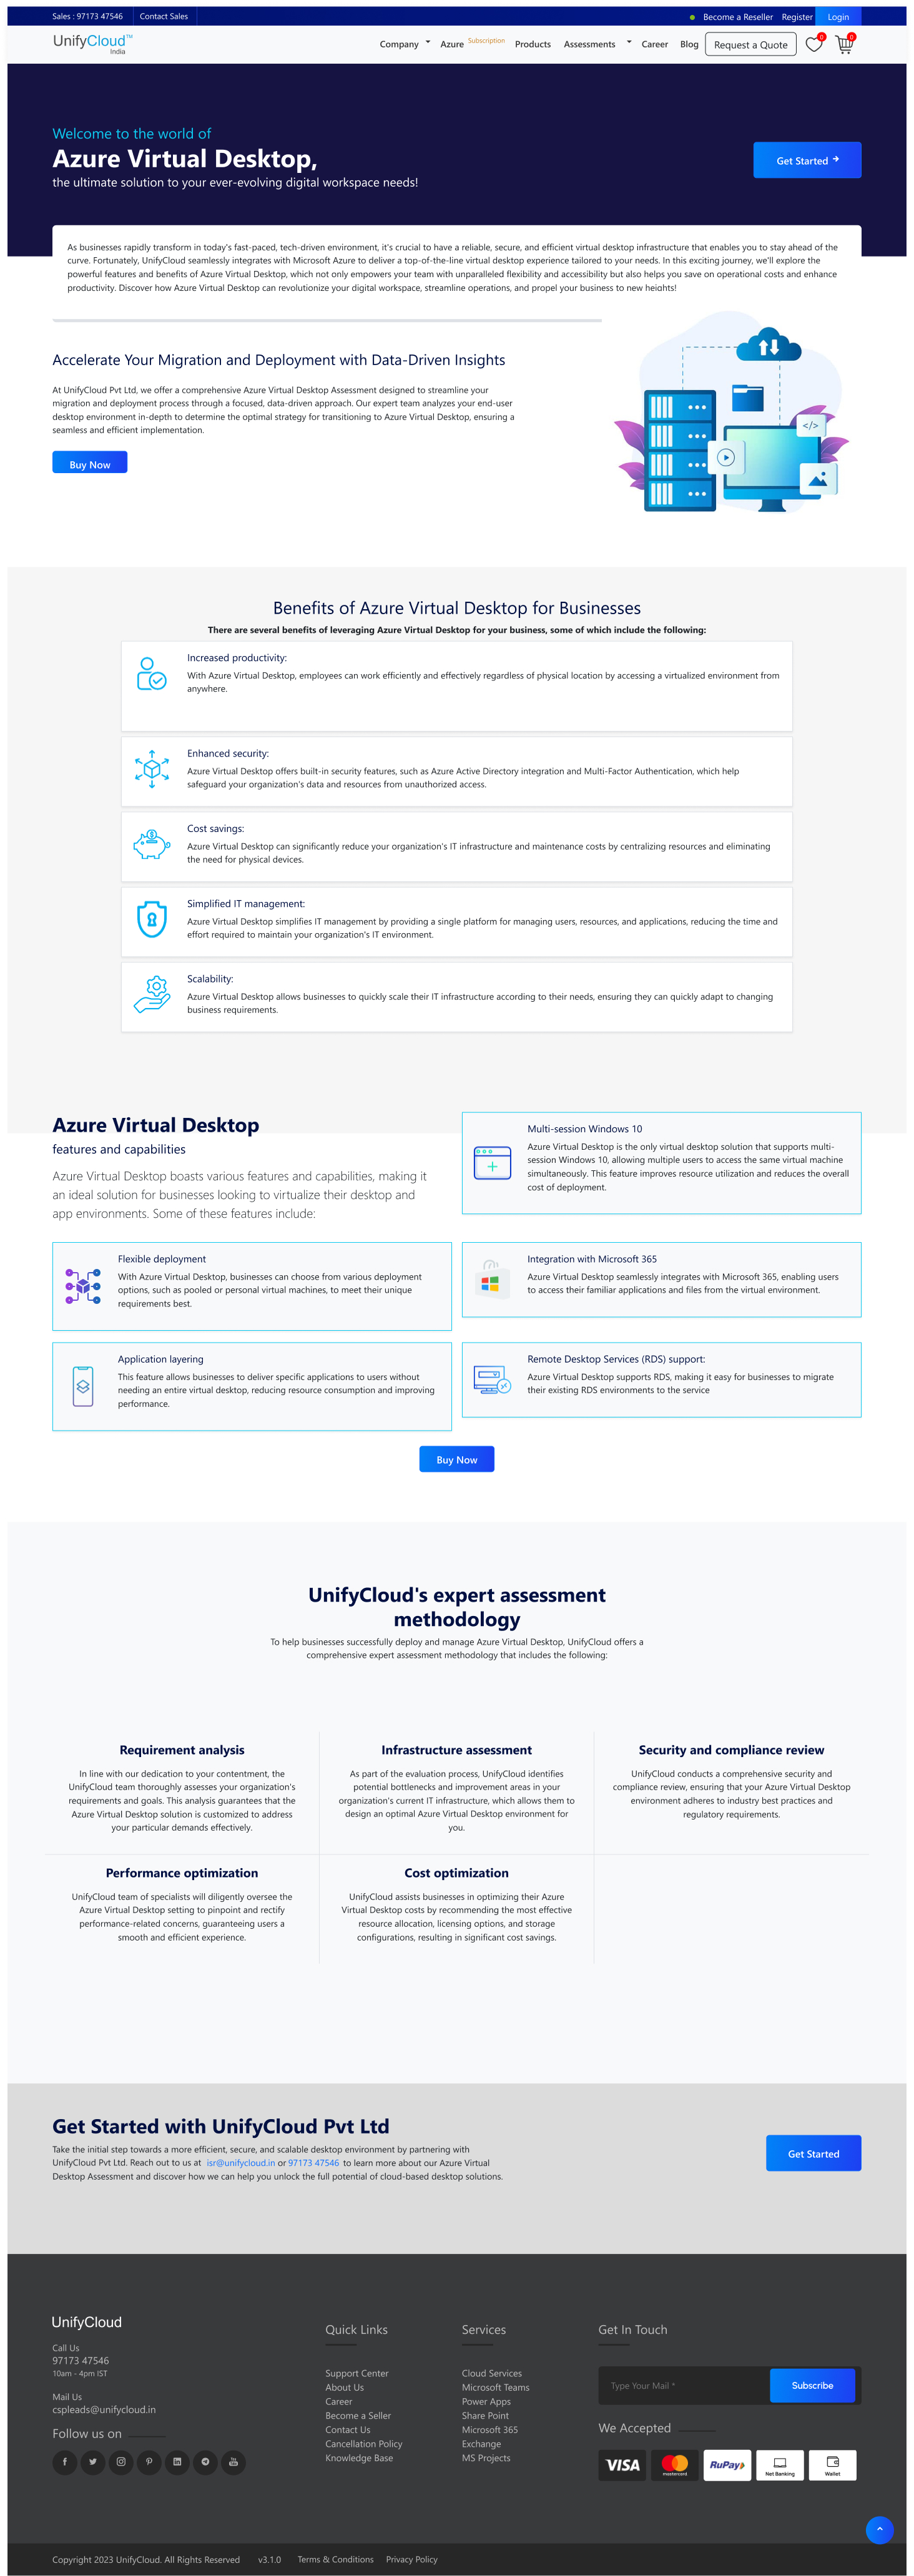 Sales : 97173 47546 Contact Sales Become a Reseller Register Login
UnifyCloud™
India
Company Azure Subscription Products Assessments Career Blog Request a Quote 0 0
Welcome to the world of
Azure Virtual Desktop,
the ultimate solution to your ever-evolving digital workspace needs!
Get Started
As businesses rapidly transform in today's fast-paced, tech-driven environment, it's crucial to have a reliable, secure, and efficient virtual desktop infrastructure that enables you to stay ahead of the
curve. Fortunately, UnifyCloud seamlessly integrates with Microsoft Azure to deliver a top-of-the-line virtual desktop experience tailored to your needs. In this exciting journey, we'll explore the
powerful features and benefits of Azure Virtual Desktop, which not only empowers your team with unparalleled flexibility and accessibility but also helps you save on operational costs and enhance
productivity. Discover how Azure Virtual Desktop can revolutionize your digital workspace, streamline operations, and propel your business to new heights!
Accelerate Your Migration and Deployment with Data-Driven Insights
At UnifyCloud Pvt Ltd, we offer a comprehensive Azure Virtual Desktop Assessment designed to streamline your
migration and deployment process through a focused, data-driven approach. Our expert team analyzes your end-user
desktop environment in-depth to determine the optimal strategy for transitioning to Azure Virtual Desktop, ensuring a
seamless and efficient implementation.
Buy Now
</>
Benefits of Azure Virtual Desktop for Businesses
There are several benefits of leveraging Azure Virtual Desktop for your business, some of which include the following:
Increased productivity:
With Azure Virtual Desktop, employees can work efficiently and effectively regardless of physical location by accessing a virtualized environment from
anywhere.
Enhanced security:
Azure Virtual Desktop offers built-in security features, such as Azure Active Directory integration and Multi-Factor Authentication, which help
safeguard your organization's data and resources from unauthorized access.
Cost savings:
Azure Virtual Desktop can significantly reduce your organization's IT infrastructure and maintenance costs by centralizing resources and eliminating
the need for physical devices.
Simplified IT management:
Azure Virtual Desktop simplifies IT management by providing a single platform for managing users, resources, and applications, reducing the time and
effort required to maintain your organization's IT environment.
Scalability:
Azure Virtual Desktop allows businesses to quickly scale their IT infrastructure according to their needs, ensuring they can quickly adapt to changing
business requirements.
Azure Virtual Desktop
features and capabilities
Azure Virtual Desktop boasts various features and capabilities, making it
an ideal solution for businesses looking to virtualize their desktop and
app environments. Some of these features include:
Multi-session Windows 10
Azure Virtual Desktop is the only virtual desktop solution that supports multi-
session Windows 10, allowing multiple users to access the same virtual machine
simultaneously. This feature improves resource utilization and reduces the overall
cost of deployment.
Flexible deployment
With Azure Virtual Desktop, businesses can choose from various deployment
options, such as pooled or personal virtual machines, to meet their unique
requirements best.
Integration with Microsoft 365
Azure Virtual Desktop seamlessly integrates with Microsoft 365, enabling users
to access their familiar applications and files from the virtual environment.
Application layering
This feature allows businesses to deliver specific applications to users without
needing an entire virtual desktop, reducing resource consumption and improving
performance.
Remote Desktop Services (RDS) support:
Azure Virtual Desktop supports RDS, making it easy for businesses to migrate
their existing RDS environments to the service
Buy Now
UnifyCloud's expert assessment
methodology
To help businesses successfully deploy and manage Azure Virtual Desktop, UnifyCloud offers a
comprehensive expert assessment methodology that includes the following:
Requirement analysis
In line with our dedication to your contentment, the
UnifyCloud team thoroughly assesses your organization's
requirements and goals. This analysis guarantees that the
Azure Virtual Desktop solution is customized to address
your particular demands effectively.
Infrastructure assessment
As part of the evaluation process, UnifyCloud identifies
potential bottlenecks and improvement areas in your
organization's current IT infrastructure, which allows them to
design an optimal Azure Virtual Desktop environment for
you.
Security and compliance review
UnifyCloud conducts a comprehensive security and
compliance review, ensuring that your Azure Virtual Desktop
environment adheres to industry best practices and
regulatory requirements.
Performance optimization
UnifyCloud team of specialists will diligently oversee the
Azure Virtual Desktop setting to pinpoint and rectify
performance-related concerns, guaranteeing users a
smooth and efficient experience.
Cost optimization
UnifyCloud assists businesses in optimizing their Azure
Virtual Desktop costs by recommending the most effective
resource allocation, licensing options, and storage
configurations, resulting in significant cost savings.
Get Started with UnifyCloud Pvt Ltd
Take the initial step towards a more efficient, secure, and scalable desktop environment by partnering with
UnifyCloud Pvt Ltd. Reach out to us at isr@unifycloud.in or 97173 47546 to learn more about our Azure Virtual
Desktop Assessment and discover how we can help you unlock the full potential of cloud-based desktop solutions.
Get Started
UnifyCloud
Call Us
97173 47546
10am - 4pm IST
Mail Us
cspleads@unifycloud.in
Follow us on
Quick Links
Support Center
About Us
Career
Become a Seller
Contact Us
Cancellation Policy
Knowledge Base
Services
Cloud Services
Microsoft Teams
Power Apps
Share Point
Microsoft 365
Exchange
MS Projects
Get In Touch
Type Your Mail * Subscribe
We Accepted
VISA mastercard RuPay Net Banking Wallet
Copyright 2023 UnifyCloud. All Rights Reserved v3.1.0 Terms & Conditions Privacy Policy